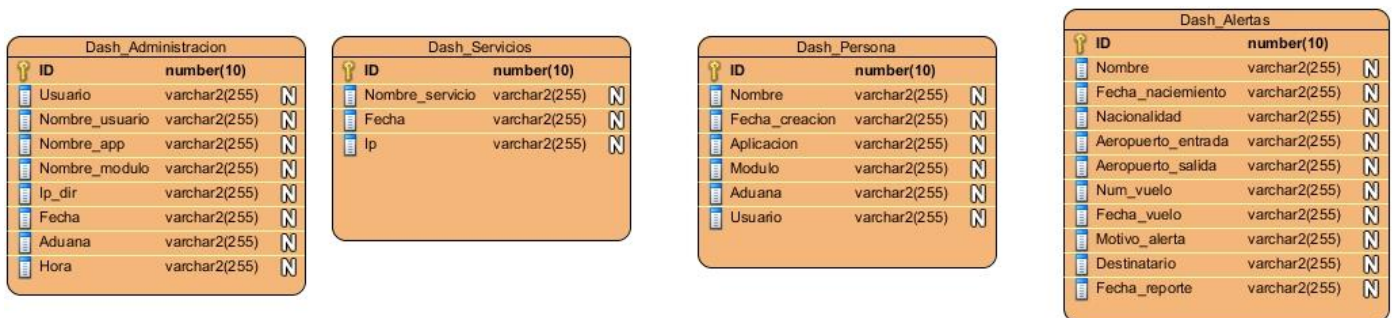 Dash_Administracion
ID number(10)
Usuario varchar2(255) N
Nombre_usuario varchar2(255) N
Nombre_app varchar2(255) N
Nombre_modulo varchar2(255) N
Ip_dir varchar2(255) N
Fecha varchar2(255) N
Aduana varchar2(255) N
Hora varchar2(255) N
Dash_Servicios
ID number(10)
Nombre_servicio varchar2(255) N
Fecha varchar2(255) N
Ip varchar2(255) N
Dash_Persona
ID number(10)
Nombre varchar2(255) N
Fecha_creacion varchar2(255) N
Aplicacion varchar2(255) N
Modulo varchar2(255) N
Aduana varchar2(255) N
Usuario varchar2(255) N
Dash_Alertas
ID number(10)
Nombre varchar2(255) N
Fecha_naciemiento varchar2(255) N
Nacionalidad varchar2(255) N
Aeropuerto_entrada varchar2(255) N
Aeropuerto_salida varchar2(255) N
Num_vuelo varchar2(255) N
Fecha_vuelo varchar2(255) N
Motivo_alerta varchar2(255) N
Destinatario varchar2(255) N
Fecha_reporte varchar2(255) N